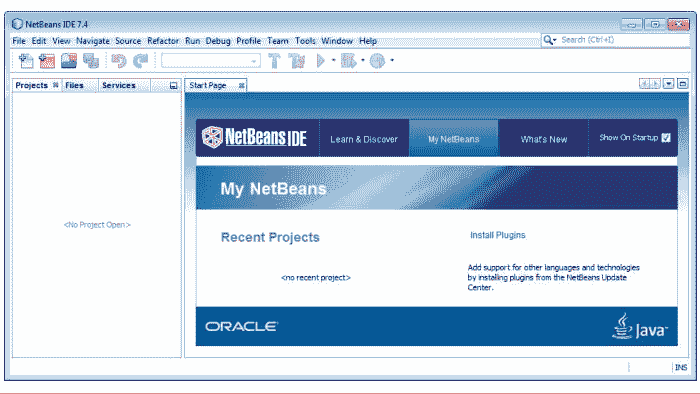 NetBeans IDE 7.4
File Edit View Navigate Source Refactor Run Debug Profile Team Tools Window Help
Search (Ctrl+I)
Projects Files Services
Start Page
NetBeans IDE
Learn & Discover
My NetBeans
What's New
Show On Startup
My NetBeans
Recent Projects
Install Plugins
<No Project Open>
<no recent project>
Add support for other languages and technologies
by installing plugins from the NetBeans Update
Center.
ORACLE
Java
INS